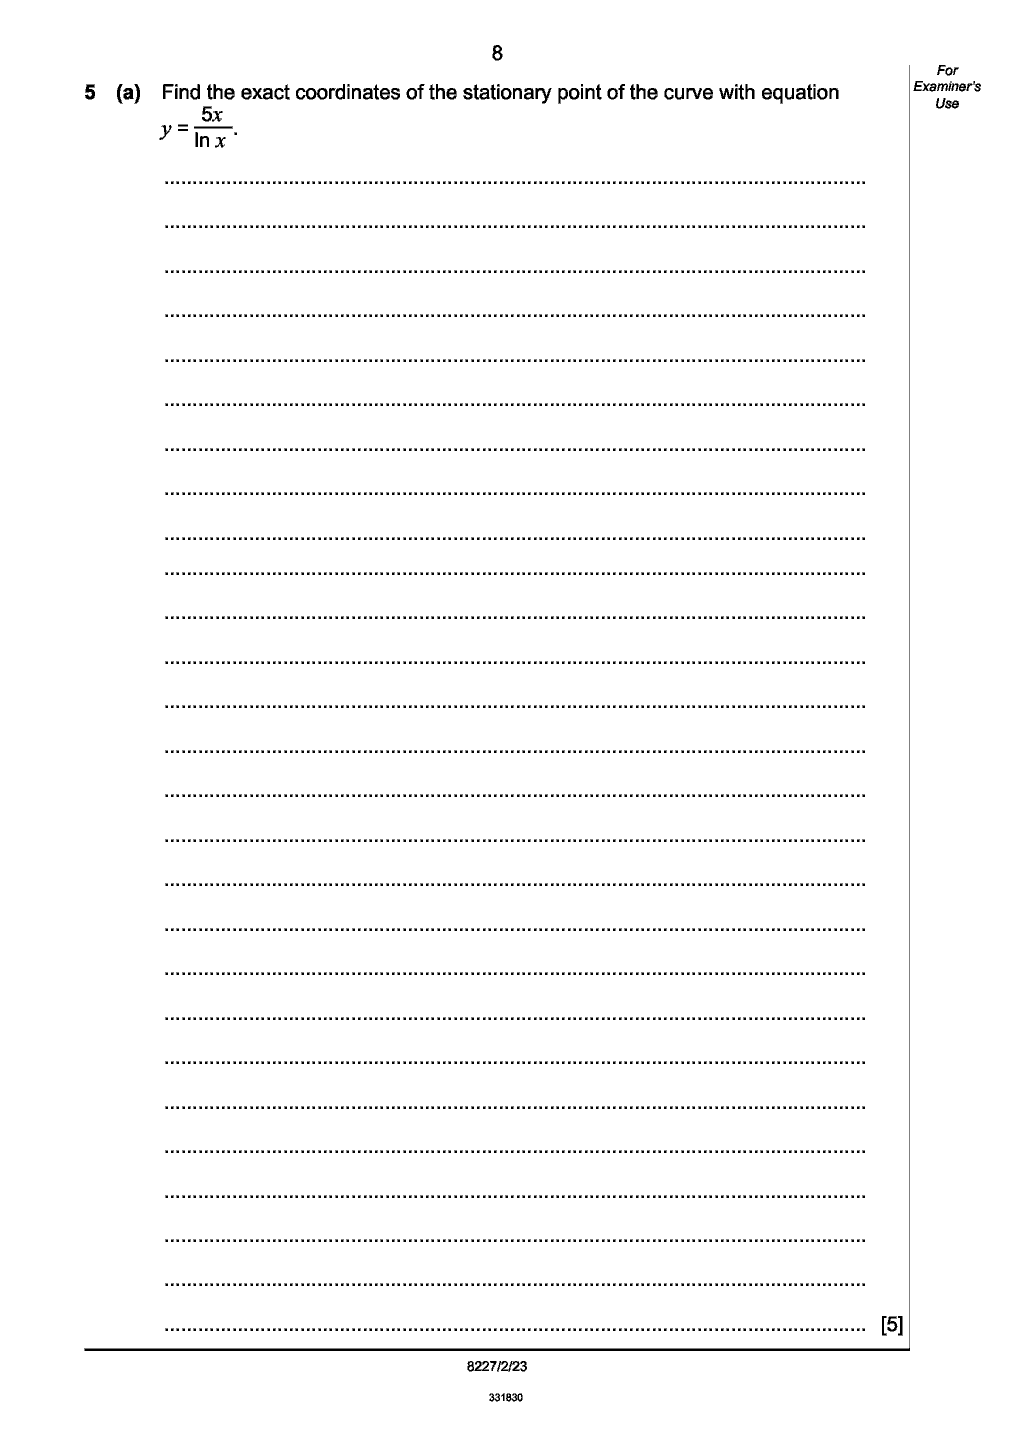 8
For
Examiner's
Use
5 (a) Find the exact coordinates of the stationary point of the curve with equation
y = 5x / ln x.
[5]
8227/2/23
331830